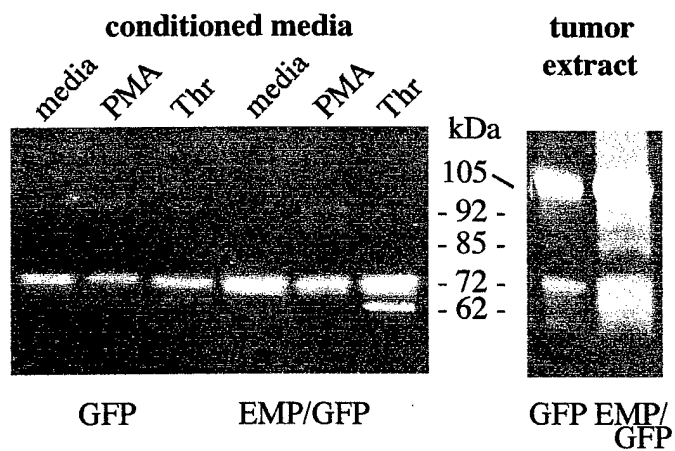 conditioned media
tumor
extract
media PMA Thr media PMA Thr
kDa
105
- 92 -
- 85 -
- 72 -
- 62 -
GFP EMP/GFP
GFP EMP/
GFP